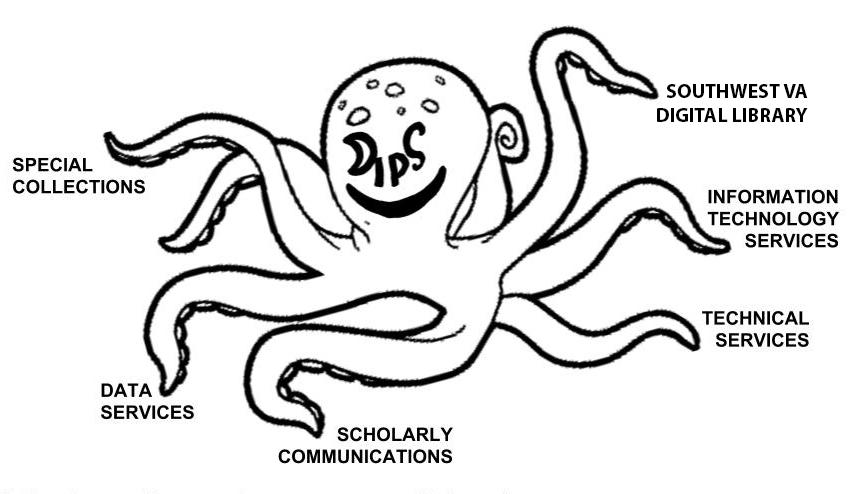 DIPS
SOUTHWEST VA
DIGITAL LIBRARY
SPECIAL
COLLECTIONS
INFORMATION
TECHNOLOGY
SERVICES
TECHNICAL
SERVICES
DATA
SERVICES
SCHOLARLY
COMMUNICATIONS